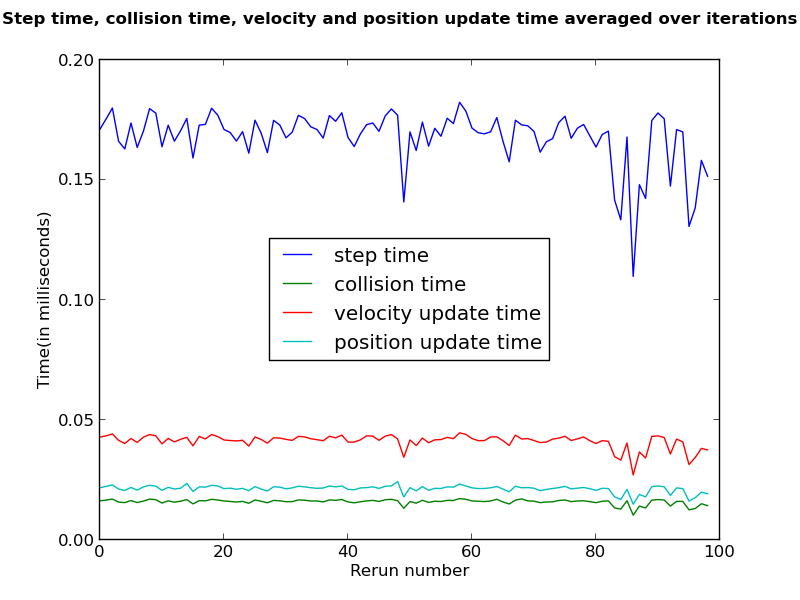 Step time, collision time, velocity and position update time averaged over iterations
0.20
0.15
0.10
0.05
0.00
Time(in milliseconds)
step time
collision time
velocity update time
position update time
0 20 40 60 80 100
Rerun number